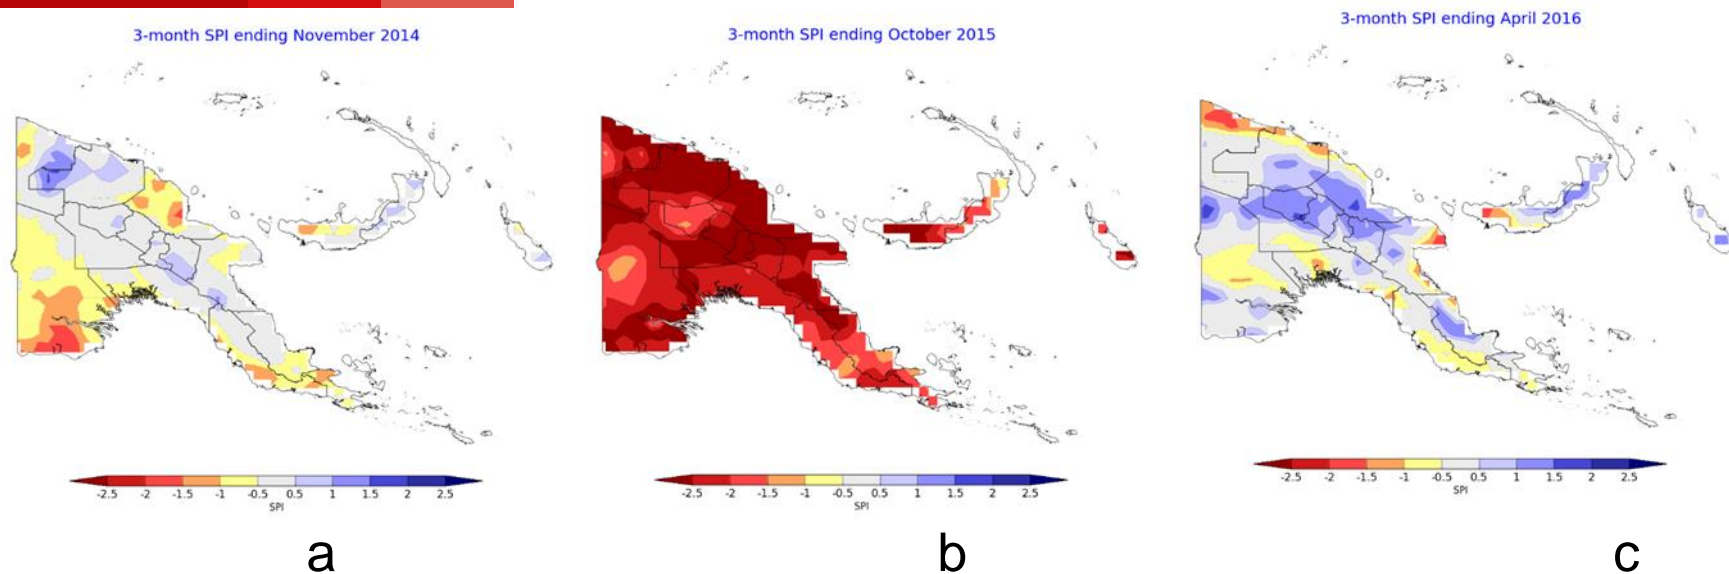 3-month SPI ending November 2014
3-month SPI ending October 2015
3-month SPI ending April 2016
-2.5 -2 -1.5 -1 -0.5 0.5 1 1.5 2 2.5
SPI
-2.5 -2 -1.5 -1 -0.5 0.5 1 1.5 2 2.5
SPI
-2.5 -2 -1.5 -1 -0.5 0.5 1 1.5 2 2.5
SPI
a
b
c